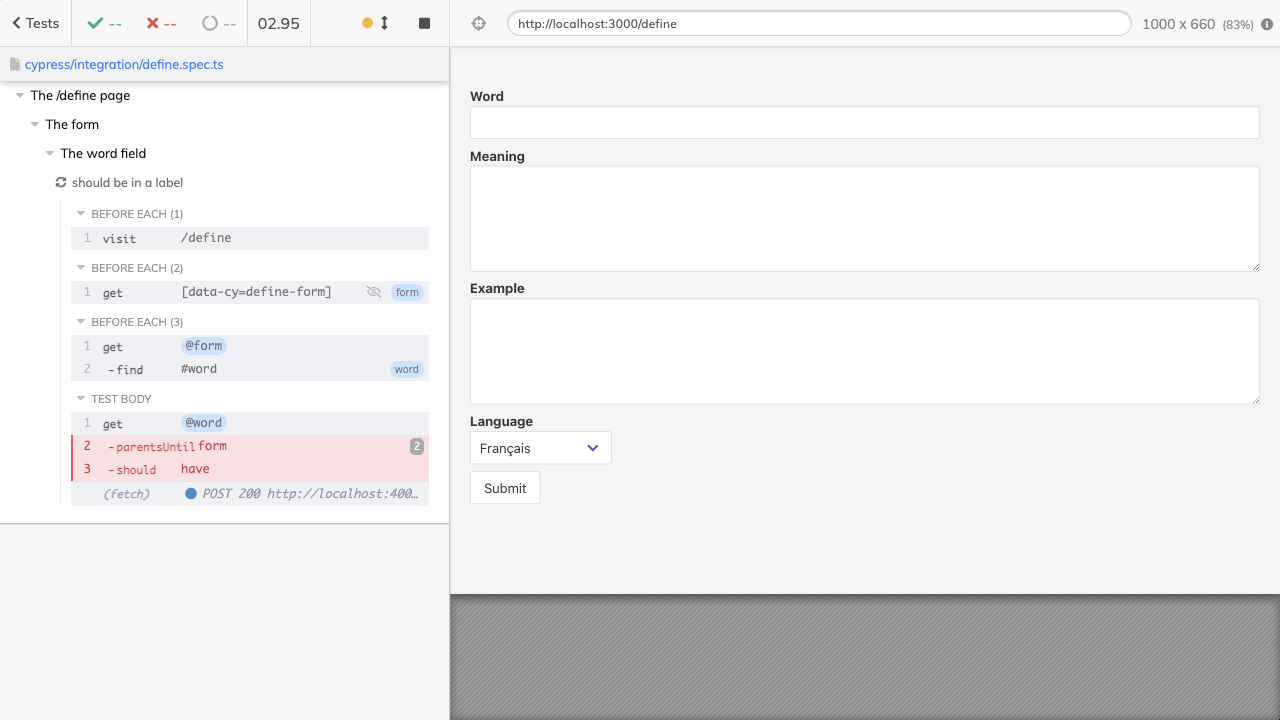 Tests -- -- -- 02.95
cypress/integration/define.spec.ts
The /define page
The form
The word field
should be in a label
BEFORE EACH (1)
1 visit /define
BEFORE EACH (2)
1 get [data-cy=define-form] form
BEFORE EACH (3)
1 get @form
2 -find #word word
TEST BODY
1 get @word
2 -parentsUntil form 2
3 -should have
(fetch) POST 200 http://localhost:400…
http://localhost:3000/define 1000 x 660 (83%)
Word
Meaning
Example
Language
Français
Submit